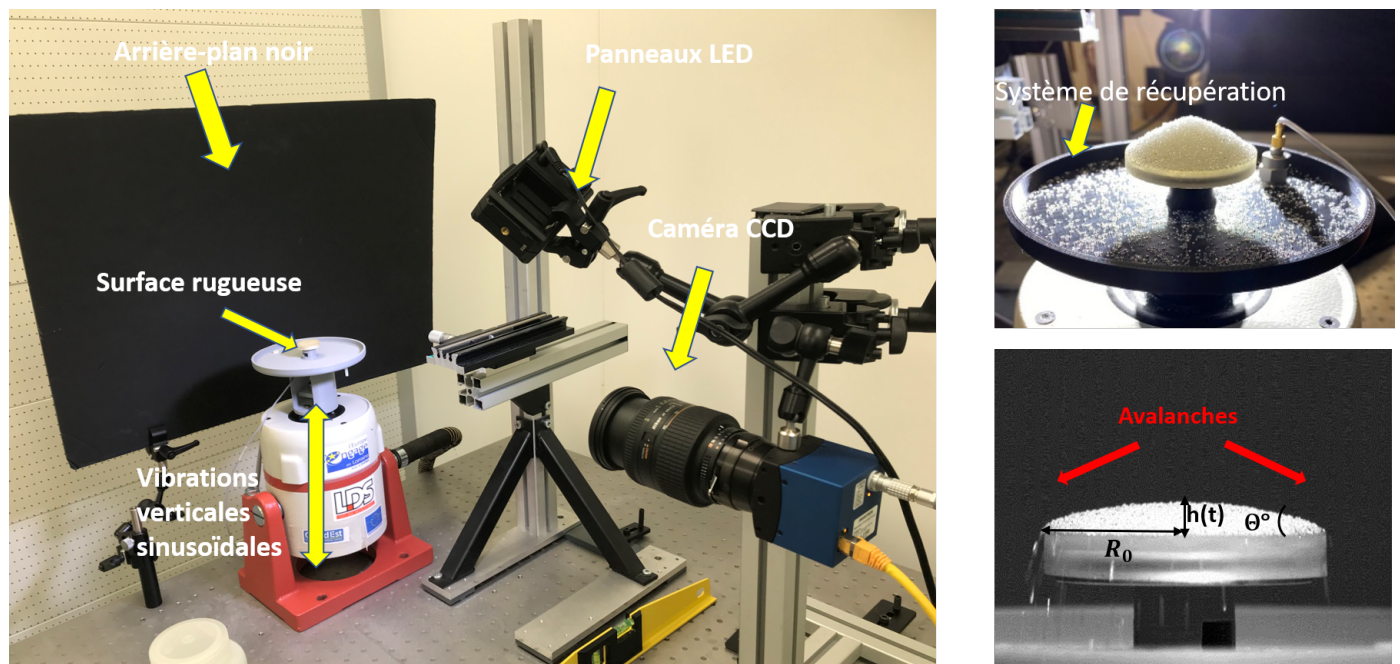 Arrière-plan noir
Panneaux LED
Caméra CCD
Surface rugueuse
Vibrations
verticales
sinusoïdales
LDS
Système de récupération
Avalanches
h(t)
Θ°
R₀